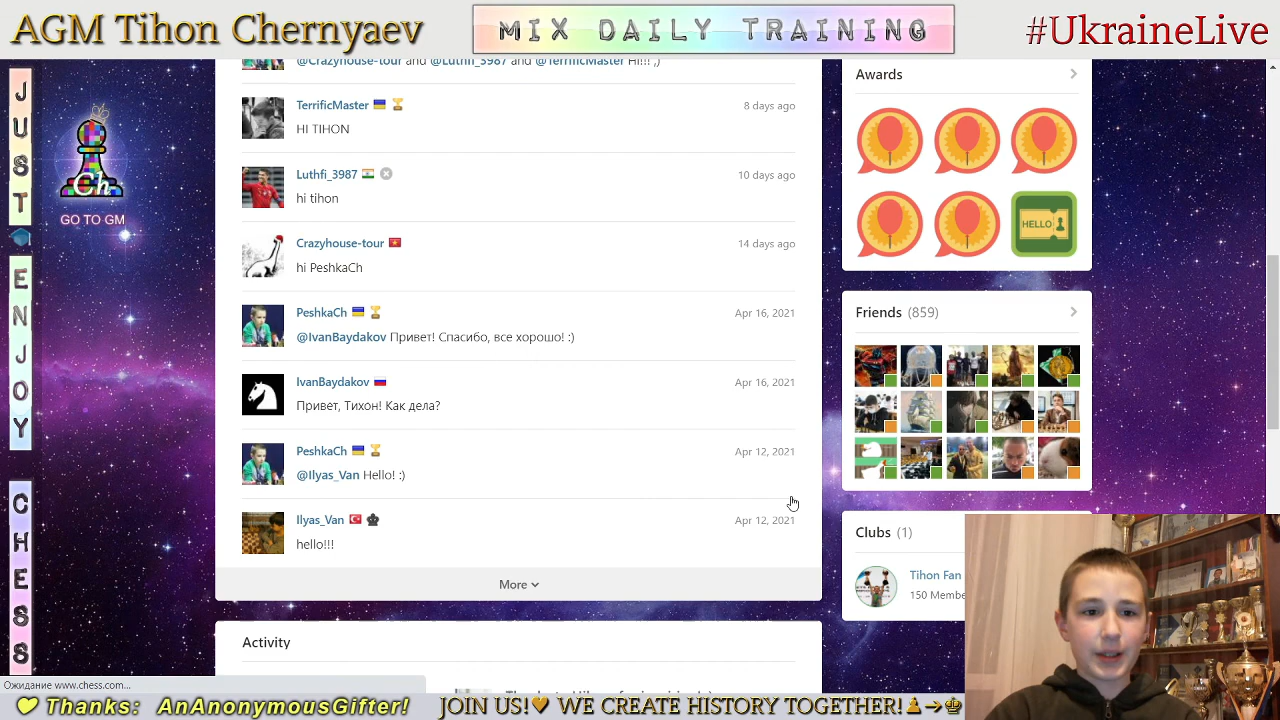 AGM Tihon Chernyaev
MIX DAILY TRAINING
#UkraineLive
JUST
ENJOY
CHESS
Ch
GO TO GM
@Crazyhouse-tour and @Luthfi_3987 and @TerrificMaster Hi!!! ;)
TerrificMaster
8 days ago
HI TIHON
Luthfi_3987
10 days ago
hi tihon
Crazyhouse-tour
14 days ago
hi PeshkaCh
PeshkaCh
Apr 16, 2021
@IvanBaydakov Привет! Спасибо, все хорошо! :)
IvanBaydakov
Apr 16, 2021
Привет, Тихон! Как дела?
PeshkaCh
Apr 12, 2021
@Ilyas_Van Hello! :)
Ilyas_Van
Apr 12, 2021
hello!!!
More
Activity
Awards
HELLO
Friends (859)
Clubs (1)
Tihon Fan
150 Membe
Ожидание www.chess.com...
Thanks: AnAnonymousGifter!
JOIN US! WE CREATE HISTORY TOGETHER!